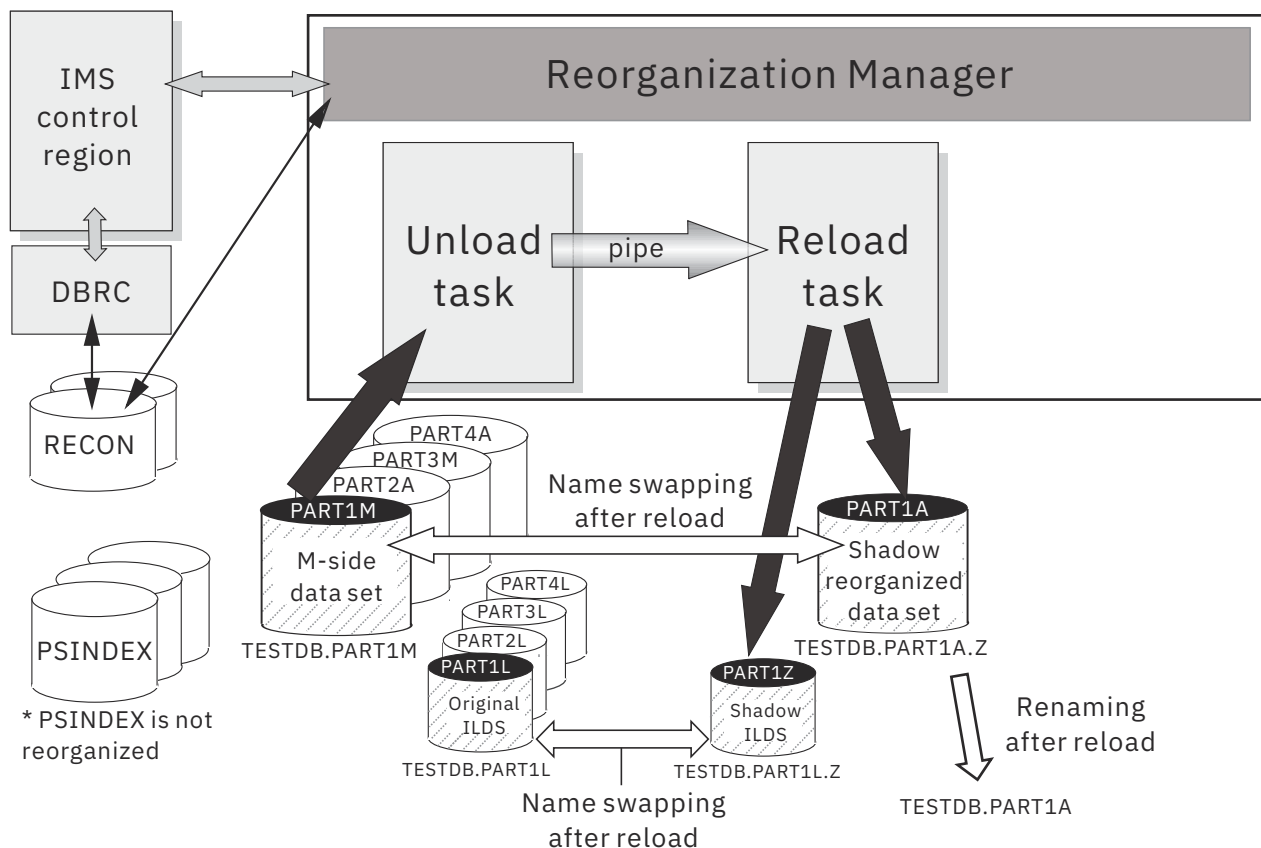 IMS
control
region
Reorganization Manager
DBRC
Unload
task
pipe
Reload
task
RECON
PART4A
PART3M
PART2A
PART1M
M-side
data set
TESTDB.PART1M
Name swapping
after reload
PART1A
Shadow
reorganized
data set
TESTDB.PART1A.Z
PSINDEX
* PSINDEX is not
reorganized
PART4L
PART3L
PART2L
PART1L
Original
ILDS
TESTDB.PART1L
PART1Z
Shadow
ILDS
TESTDB.PART1L.Z
Name swapping
after reload
Renaming
after reload
TESTDB.PART1A